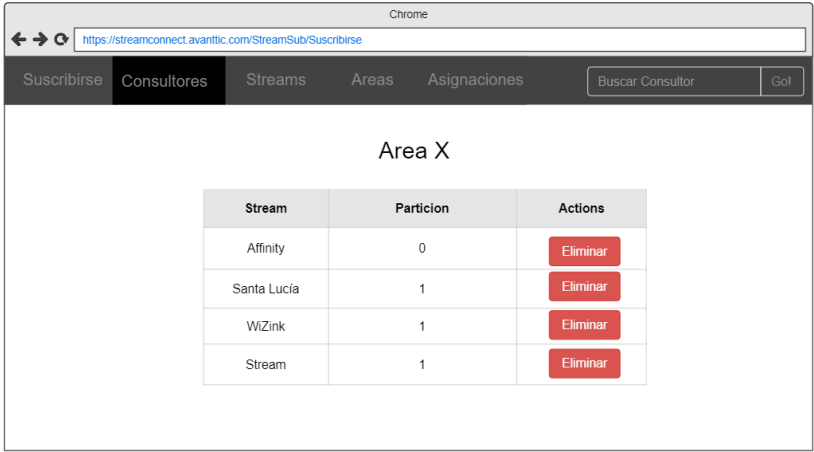 Chrome
https://streamconnect.avanttic.com/StreamSub/Suscribirse
Suscribirse Consultores Streams Areas Asignaciones Buscar Consultor Go!
Area X
Stream Particion Actions
Affinity 0 Eliminar
Santa Lucía 1 Eliminar
WiZink 1 Eliminar
Stream 1 Eliminar